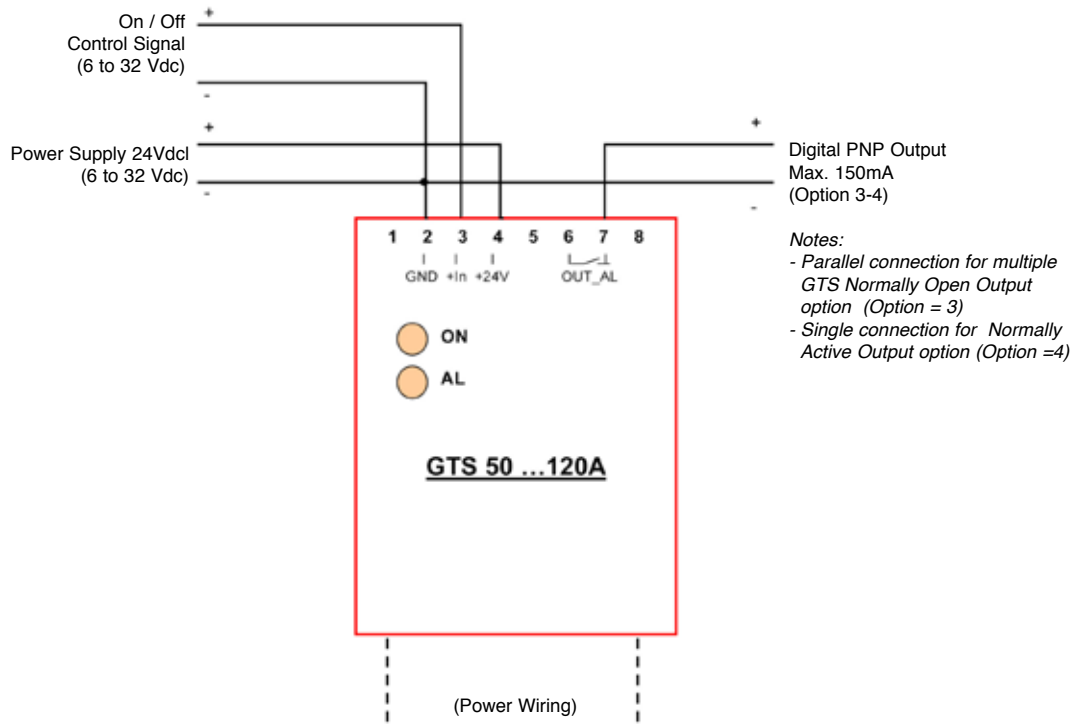 On / Off
Control Signal
(6 to 32 Vdc)
+
-
Power Supply 24Vdcl
(6 to 32 Vdc)
+
-
+
-
Digital PNP Output
Max. 150mA
(Option 3-4)
Notes:
- Parallel connection for multiple
GTS Normally Open Output
option (Option = 3)
- Single connection for Normally
Active Output option (Option =4)
1 2 3 4 5 6 7 8
GND +In +24V OUT_AL
ON
AL
GTS 50 ...120A
(Power Wiring)